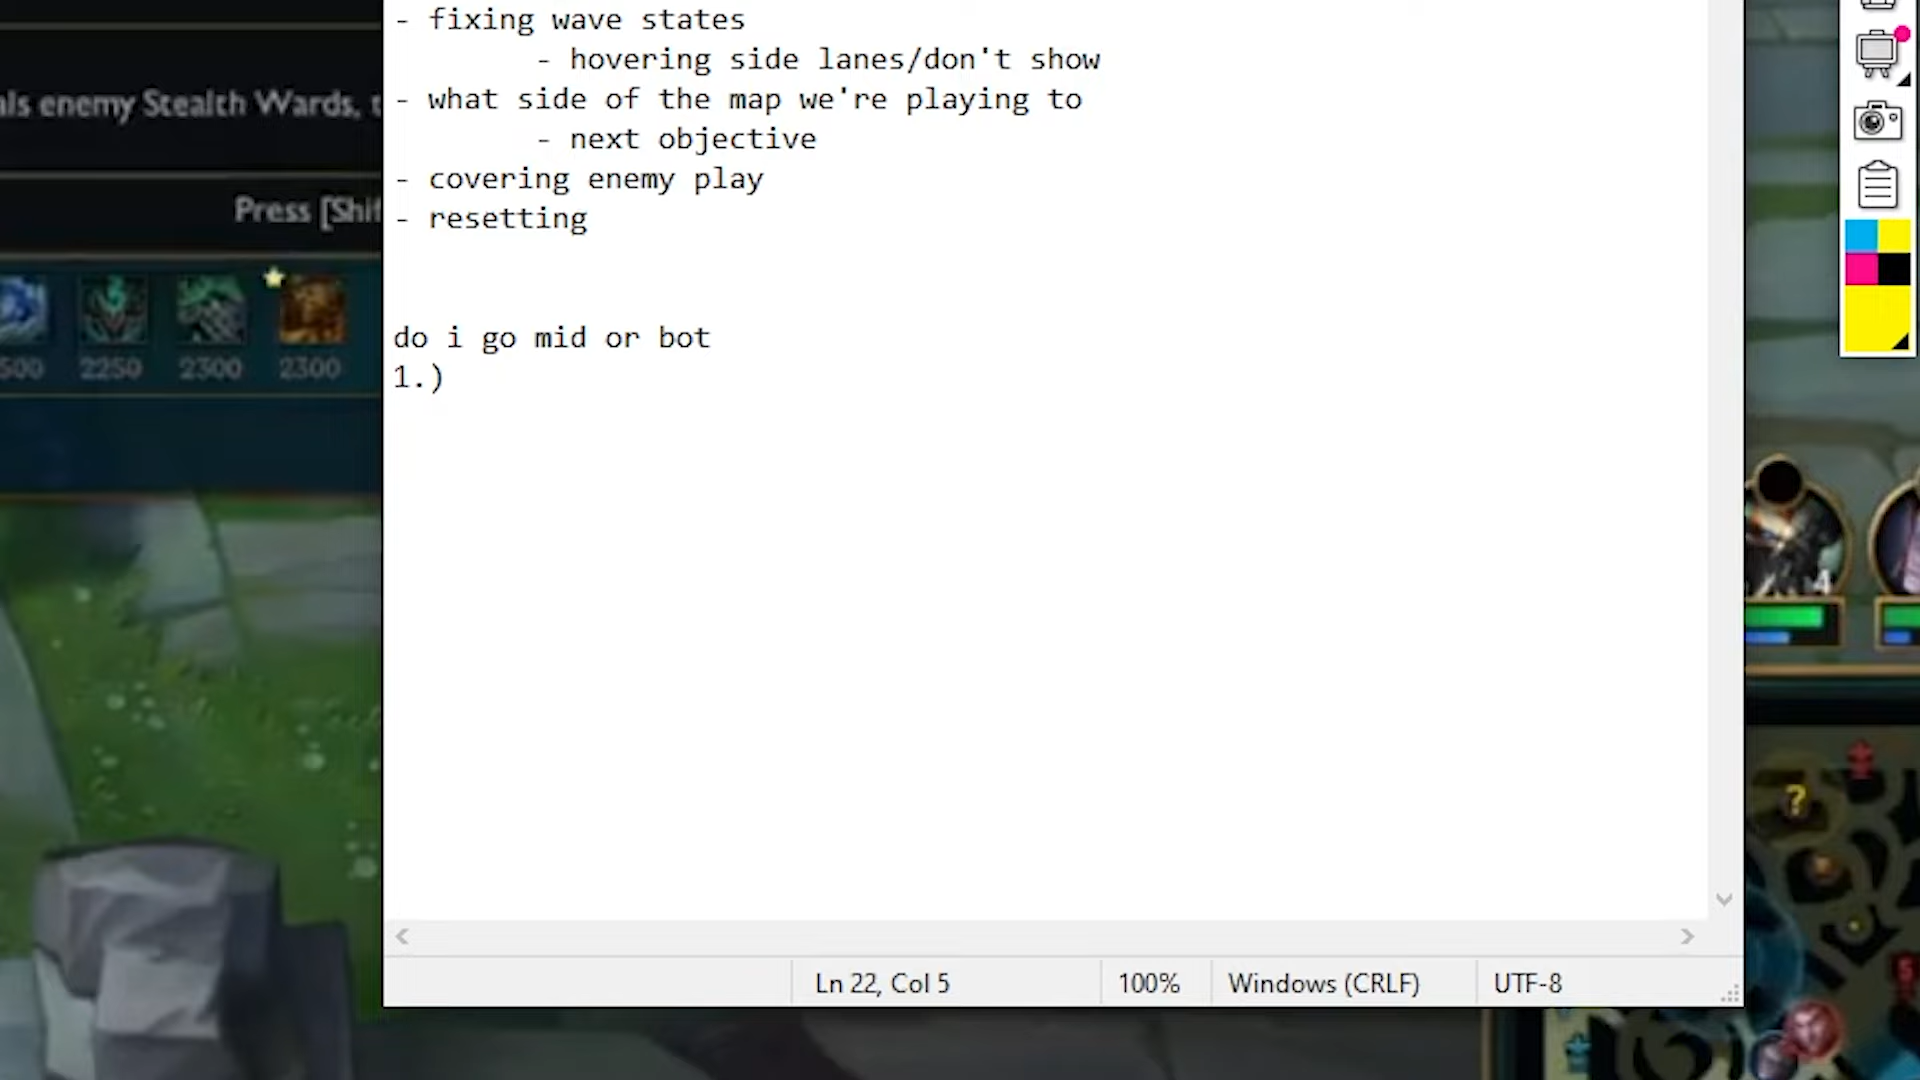 - fixing wave states
- hovering side lanes/don't show
- what side of the map we're playing to
- next objective
- covering enemy play
- resetting
do i go mid or bot
1.)
enemy Stealth Wards,
Press
2250
2300
2300
4
?
5
Ln 22, Col 5
100%
Windows (CRLF)
UTF-8